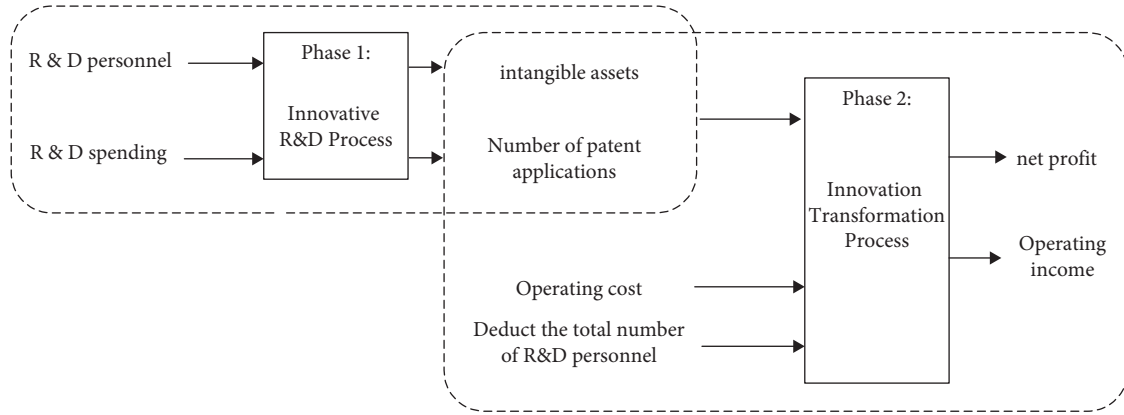 R & D personnel
R & D spending
Phase 1:
Innovative
R&D Process
intangible assets
Number of patent
applications
Operating cost
Deduct the total number
of R&D personnel
Phase 2:
Innovation
Transformation
Process
net profit
Operating
income